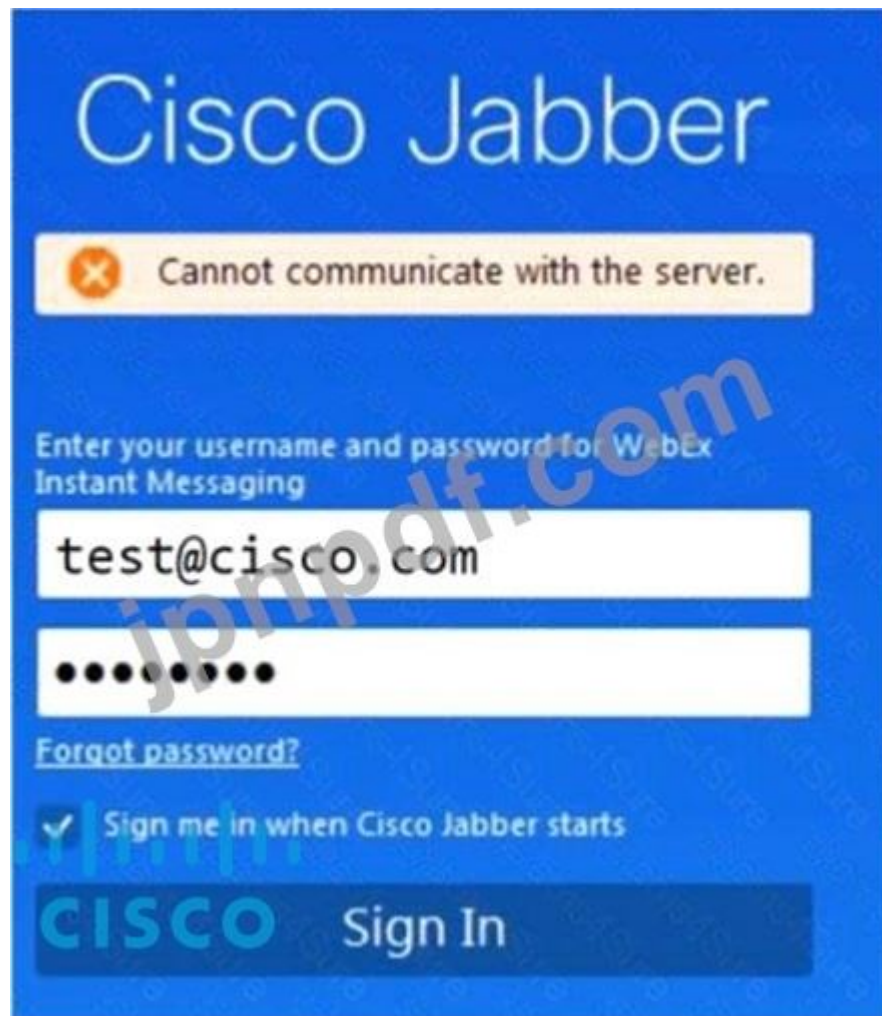 Cisco Jabber
Cannot communicate with the server.
Enter your username and password for WebEx
Instant Messaging
test@cisco.com
jpnpdf.com
••••••••
Forgot password?
Sign me in when Cisco Jabber starts
CISCO
Sign In